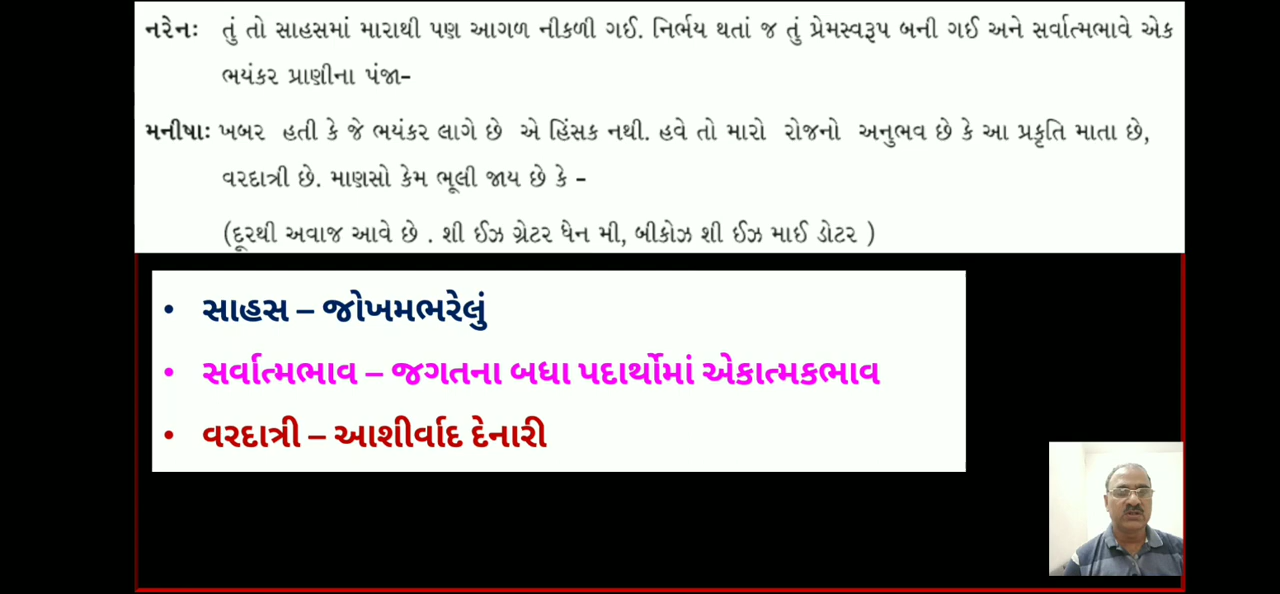 નરેનઃ તું તો સાહસમાં મારાથી પણ આગળ નીકળી ગઈ. નિર્ભય થતાં જ તું પ્રેમસ્વરૂપ બની ગઈ અને સર્વાત્મભાવે એક
ભયંકર પ્રાણીના પંજા-
મનીષાઃ ખબર હતી કે જે ભયંકર લાગે છે એ હિંસક નથી. હવે તો મારો રોજનો અનુભવ છે કે આ પ્રકૃતિ માતા છે,
વરદાત્રી છે. માણસો કેમ ભૂલી જાય છે કે -
(દૂરથી અવાજ આવે છે . શી ઈઝ ગ્રેટર ધેન મી, બીકોઝ શી ઈઝ માઈ ડોટર )
• સાહસ – જોખમભરેલું
• સર્વાત્મભાવ – જગતના બધા પદાર્થોમાં એકાત્મકભાવ
• વરદાત્રી – આશીર્વાદ દેનારી